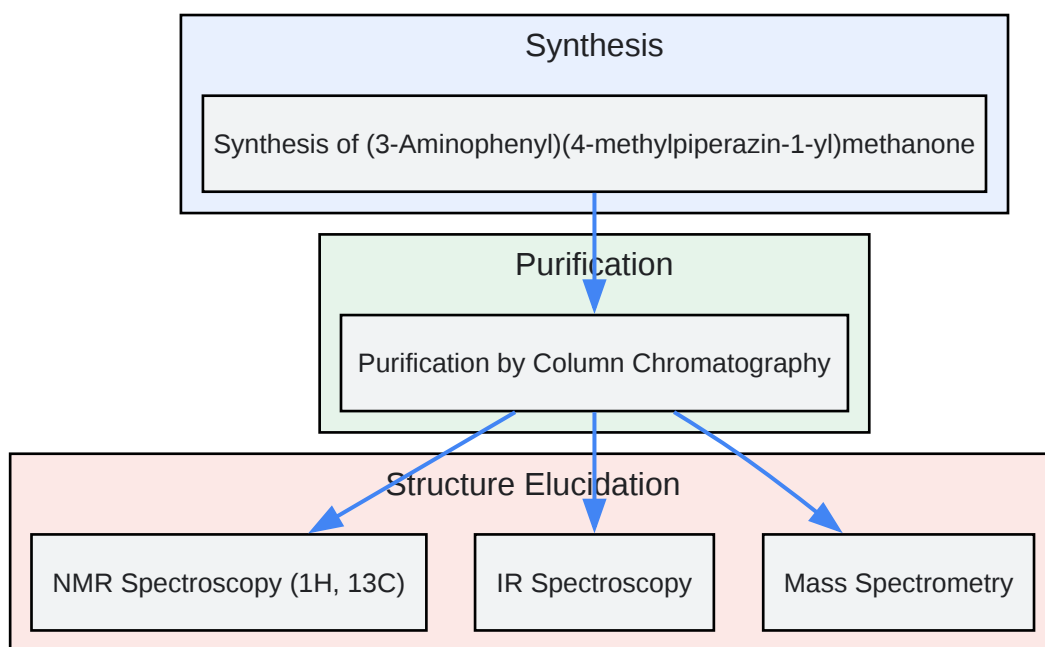 Synthesis
Synthesis of (3-Aminophenyl)(4-methylpiperazin-1-yl)methanone
Purification
Purification by Column Chromatography
Structure Elucidation
NMR Spectroscopy (1H, 13C)
IR Spectroscopy
Mass Spectrometry